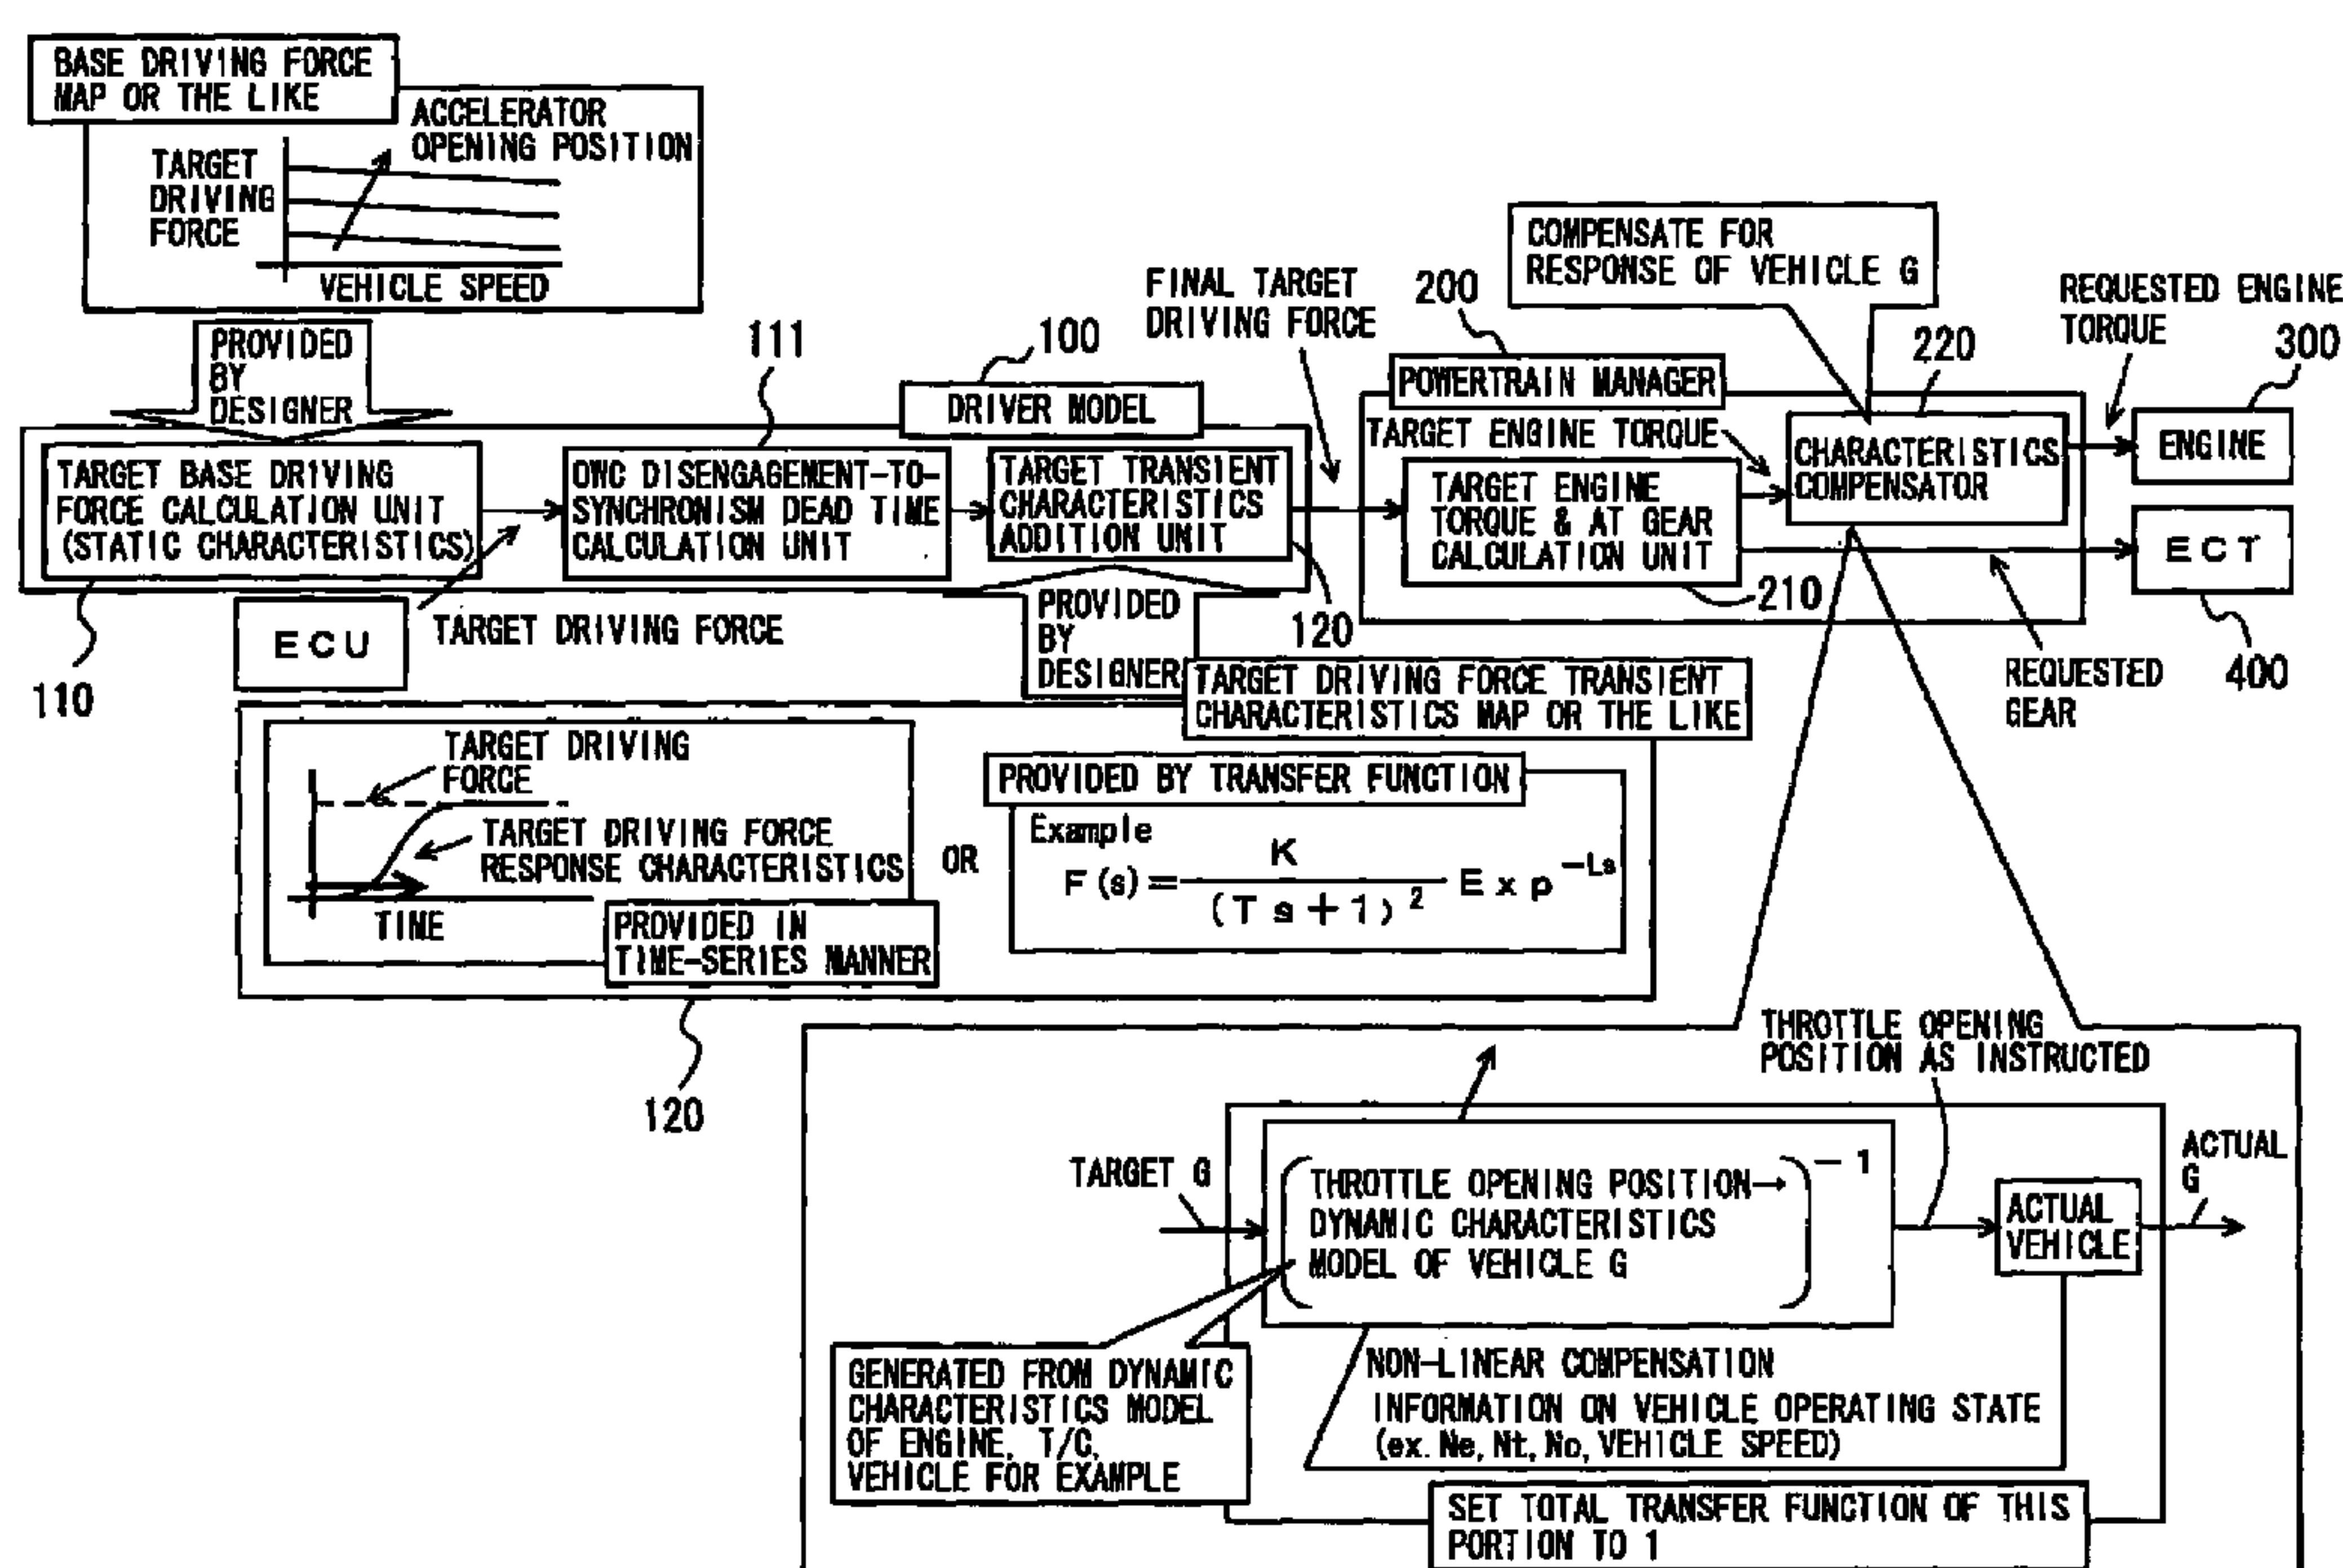 BASE DRIVING FORCE
MAP OR THE LIKE
ACCELERATOR
OPENING POSITION
TARGET
DRIVING
FORCE
VEHICLE SPEED
PROVIDED
BY
DESIGNER
111
100
DRIVER MODEL
FINAL TARGET
DRIVING FORCE
200
POWERTRAIN MANAGER
COMPENSATE FOR
RESPONSE OF VEHICLE G
220
REQUESTED ENGINE
TORQUE
300
TARGET BASE DRIVING
FORCE CALCULATION UNIT
(STATIC CHARACTERISTICS)
OWC DISENGAGEMENT-TO-
SYNCHRONISM DEAD TIME
CALCULATION UNIT
TARGET TRANSIENT
CHARACTERISTICS
ADDITION UNIT
TARGET ENGINE TORQUE
TARGET ENGINE
TORQUE & AT GEAR
CALCULATION UNIT
CHARACTERISTICS
COMPENSATOR
ENGINE
ECT
110
ECU
TARGET DRIVING FORCE
PROVIDED
BY
DESIGNER
120
210
REQUESTED
GEAR
400
TARGET DRIVING FORCE TRANSIENT
CHARACTERISTICS MAP OR THE LIKE
TARGET DRIVING
FORCE
TARGET DRIVING FORCE
RESPONSE CHARACTERISTICS
TIME
PROVIDED IN
TIME-SERIES MANNER
OR
PROVIDED BY TRANSFER FUNCTION
Example
F(s)=K/(Ts+1)² Exp^-Ls
120
THROTTLE OPENING
POSITION AS INSTRUCTED
TARGET G
THROTTLE OPENING POSITION→
DYNAMIC CHARACTERISTICS
MODEL OF VEHICLE G
-1
ACTUAL
VEHICLE
ACTUAL
G
GENERATED FROM DYNAMIC
CHARACTERISTICS MODEL
OF ENGINE, T/C,
VEHICLE FOR EXAMPLE
NON-LINEAR COMPENSATION
INFORMATION ON VEHICLE OPERATING STATE
(ex. Ne, Nt, No, VEHICLE SPEED)
SET TOTAL TRANSFER FUNCTION OF THIS
PORTION TO 1